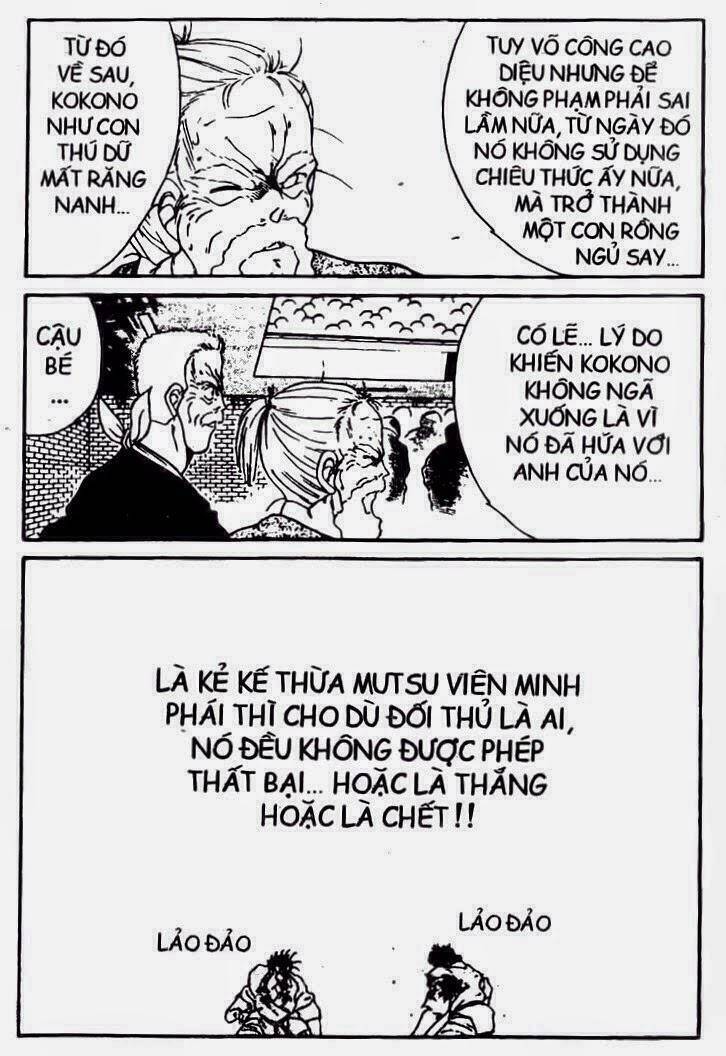 TỪ ĐÓ
VỀ SAU,
KOKONO
NHƯ CON
THÚ DỮ
MẤT RĂNG
NANH...
TUY VÕ CÔNG CAO
DIỆU NHƯNG ĐỂ
KHÔNG PHẠM PHẢI SAI
LẦM NỮA, TỪ NGÀY ĐÓ
NÓ KHÔNG SỬ DỤNG
CHIÊU THỨC ẤY NỮA,
MÀ TRỞ THÀNH
MỘT CON RỒNG
NGỦ SAY...
CẬU
BÉ
...
CÓ LẼ... LÝ DO
KHIẾN KOKONO
KHÔNG NGÃ
XUỐNG LÀ VÌ
NÓ ĐÃ HỨA VỚI
ANH CỦA NÓ...
LÀ KẺ KẾ THỪA MUTSU VIÊN MINH
PHÁI THÌ CHO DÙ ĐỐI THỦ LÀ AI,
NÓ ĐỀU KHÔNG ĐƯỢC PHÉP
THẤT BẠI... HOẶC LÀ THẮNG
HOẶC LÀ CHẾT!!
LẢO ĐẢO
LẢO ĐẢO